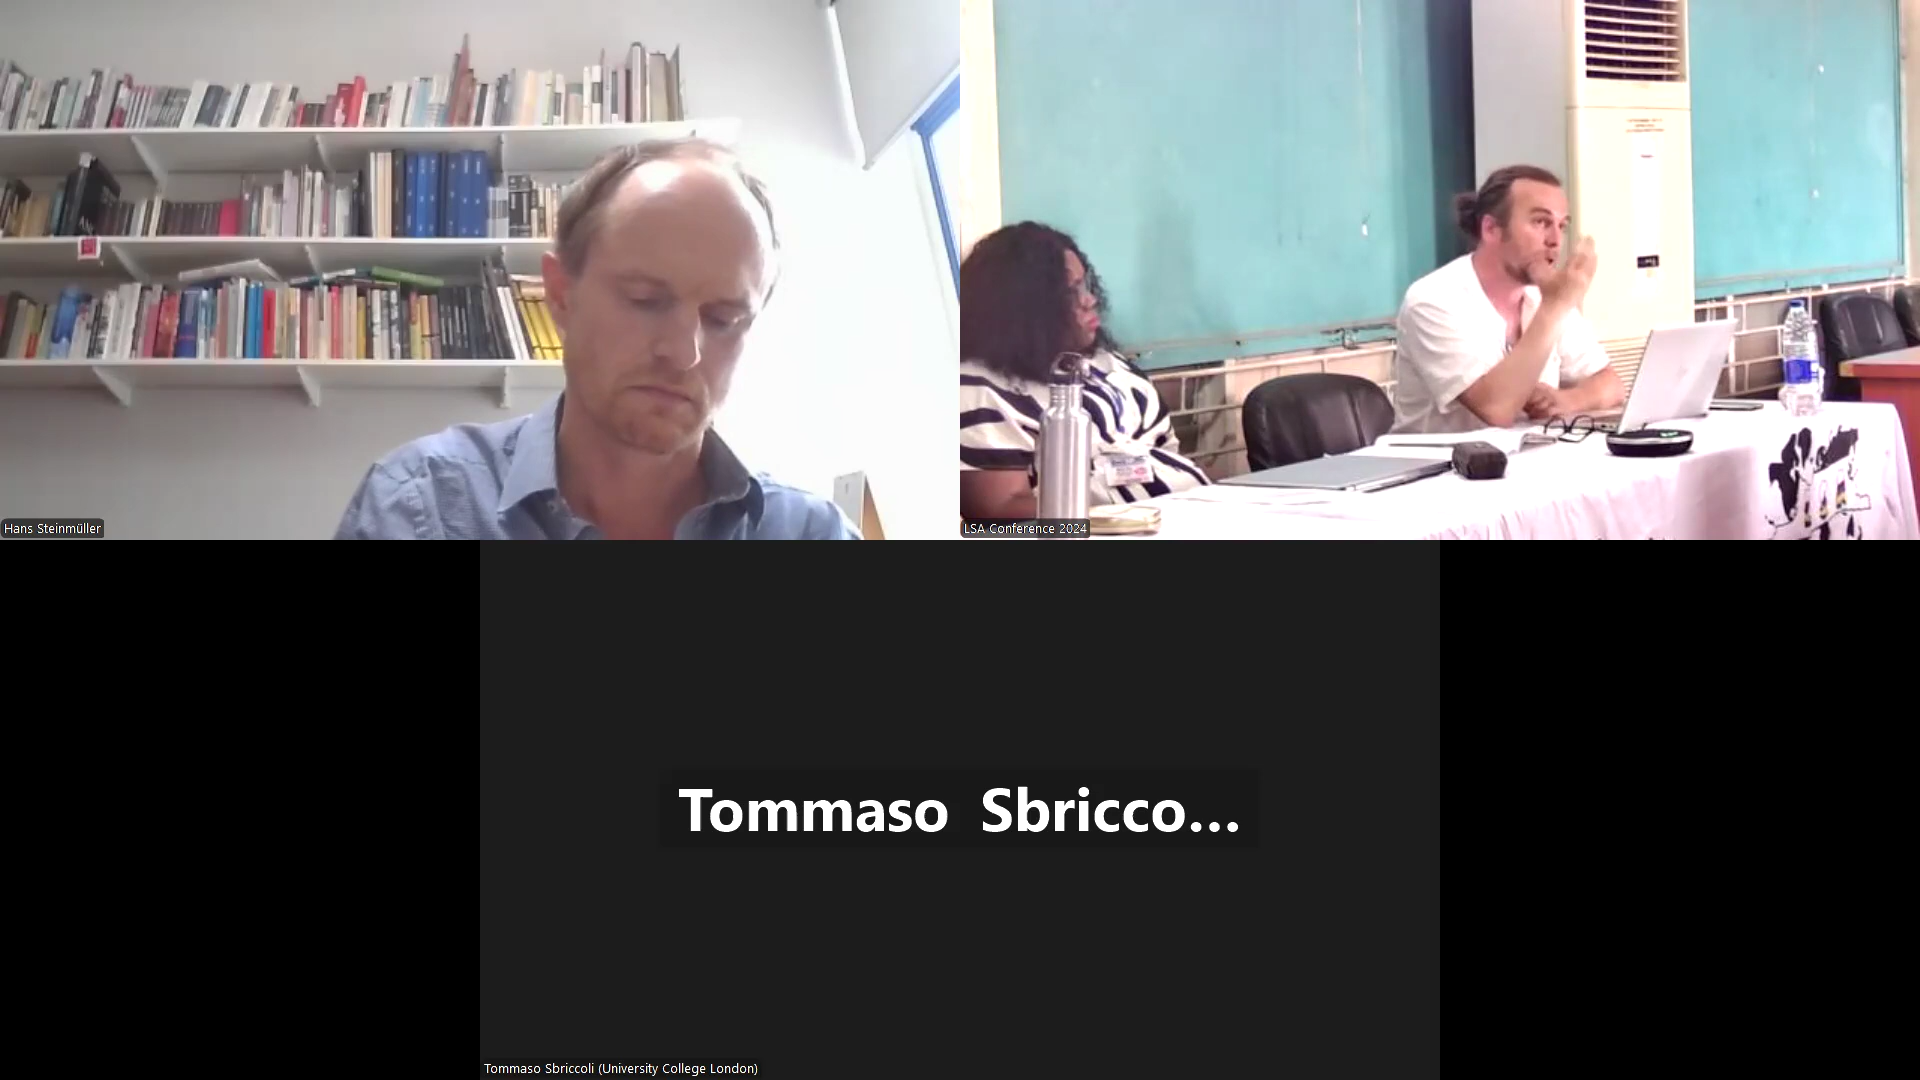 Hans Steinmüller
LSA Conference 2024
Tommaso Sbricco...
Tommaso Sbriccoli (University College London)